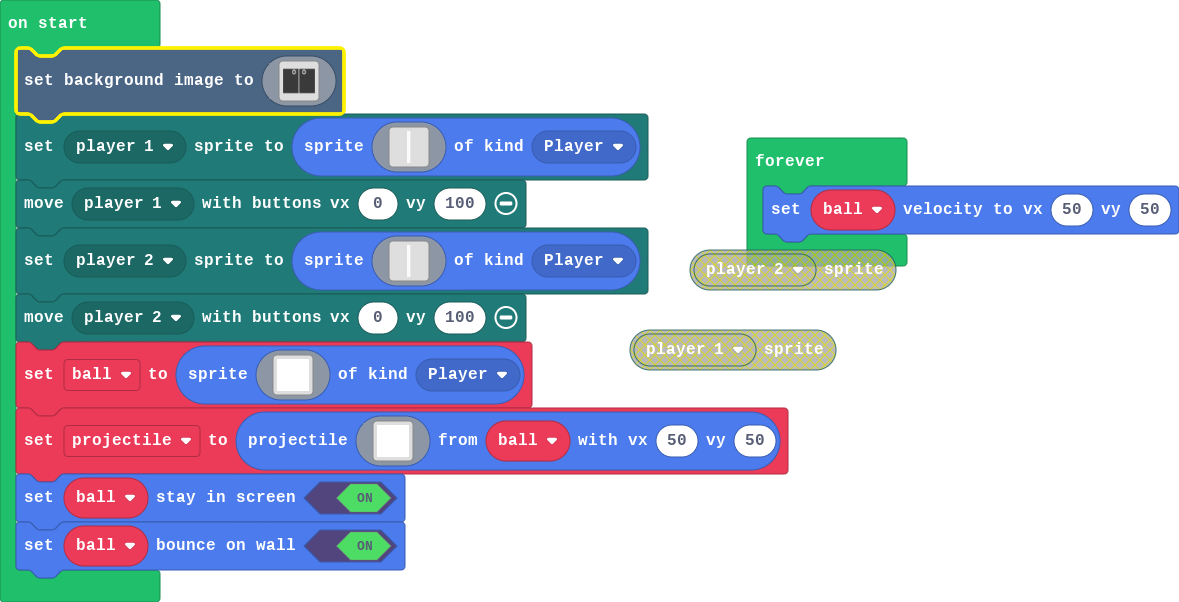 on start
set background image to
set player 1 sprite to sprite of kind Player
move player 1 with buttons vx 0 vy 100
set player 2 sprite to sprite of kind Player
move player 2 with buttons vx 0 vy 100
set ball to sprite of kind Player
set projectile to projectile from ball with vx 50 vy 50
set ball stay in screen ON
set ball bounce on wall ON
forever
set ball velocity to vx 50 vy 50
player 2 sprite
player 1 sprite